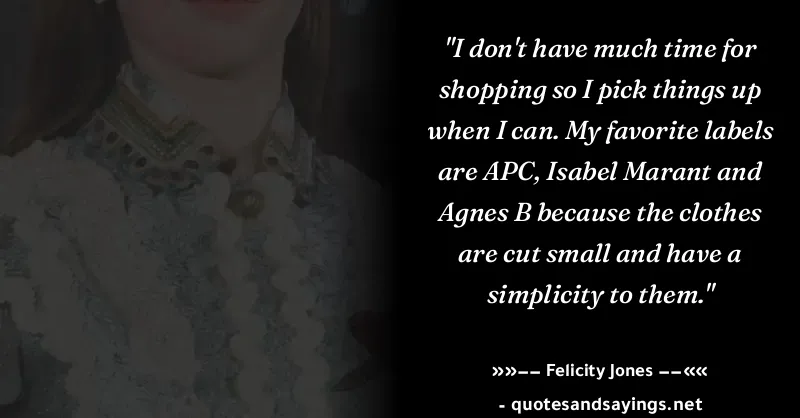 "I don't have much time for
shopping so I pick things up
when I can. My favorite labels
are APC, Isabel Marant and
Agnes B because the clothes
are cut small and have a
simplicity to them."
»»−− Felicity Jones −−««
- quotesandsayings.net